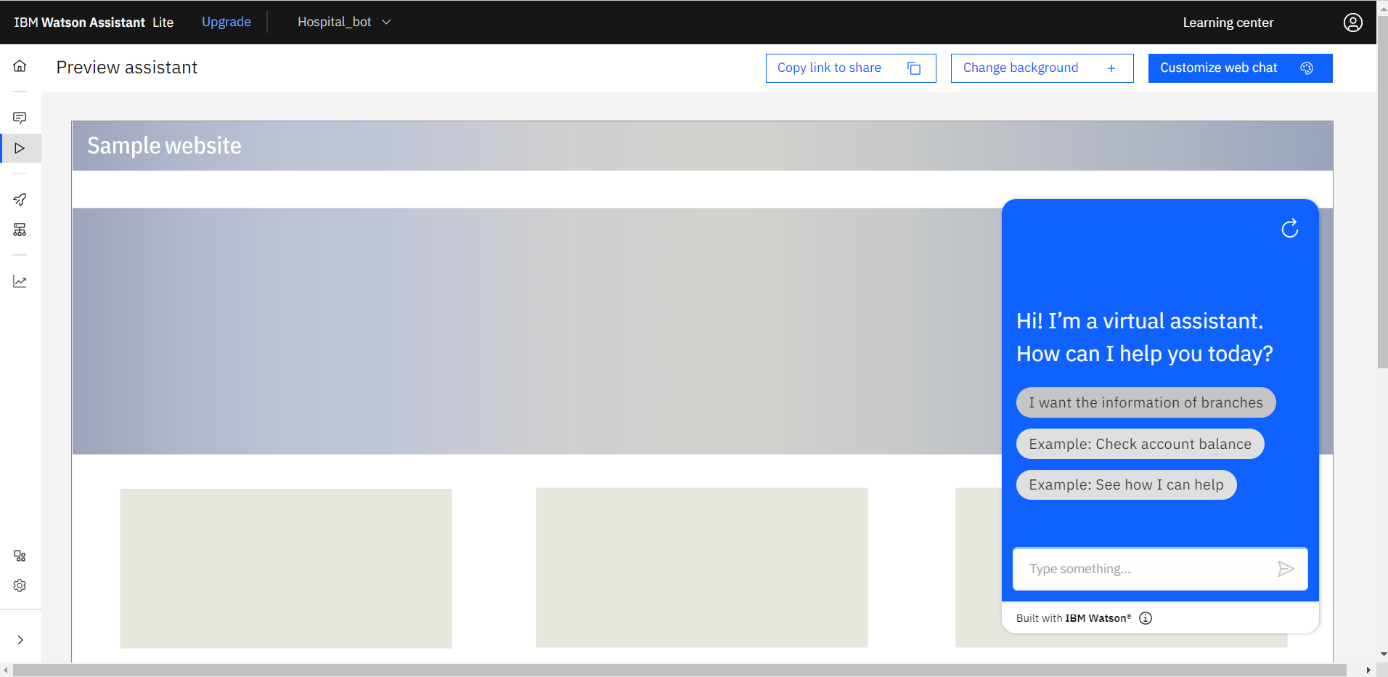 IBM Watson Assistant Lite Upgrade Hospital_bot Learning center
Preview assistant Copy link to share Change background + Customize web chat
Sample website
Hi! I’m a virtual assistant.
How can I help you today?
I want the information of branches
Example: Check account balance
Example: See how I can help
Type something...
Built with IBM Watson®